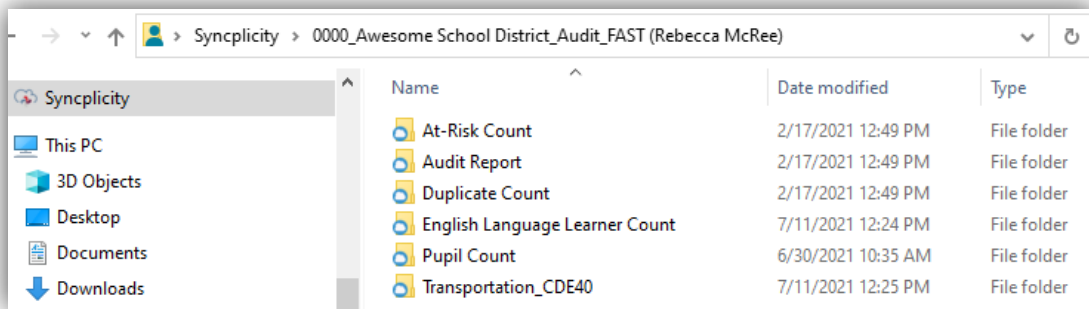 Syncplicity > 0000_Awesome School District_Audit_FAST (Rebecca McRee)
Syncplicity
This PC
3D Objects
Desktop
Documents
Downloads
Name Date modified Type
At-Risk Count 2/17/2021 12:49 PM File folder
Audit Report 2/17/2021 12:49 PM File folder
Duplicate Count 2/17/2021 12:49 PM File folder
English Language Learner Count 7/11/2021 12:24 PM File folder
Pupil Count 6/30/2021 10:35 AM File folder
Transportation_CDE40 7/11/2021 12:25 PM File folder